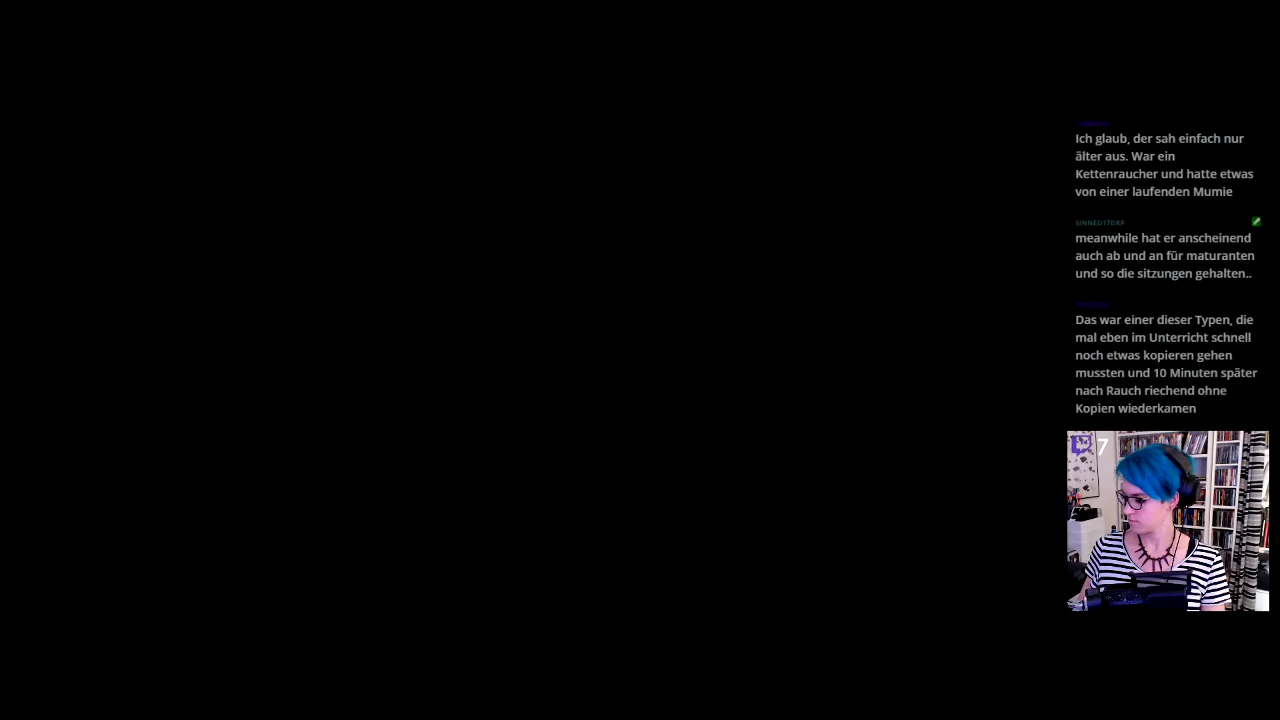 Ich glaub, der sah einfach nur
älter aus. War ein
Kettenraucher und hatte etwas
von einer laufenden Mumie
SINNED17DRP
meanwhile hat er anscheinend
auch ab und an für maturanten
und so die sitzungen gehalten..
Das war einer dieser Typen, die
mal eben im Unterricht schnell
noch etwas kopieren gehen
mussten und 10 Minuten später
nach Rauch riechend ohne
Kopien wiederkamen
7